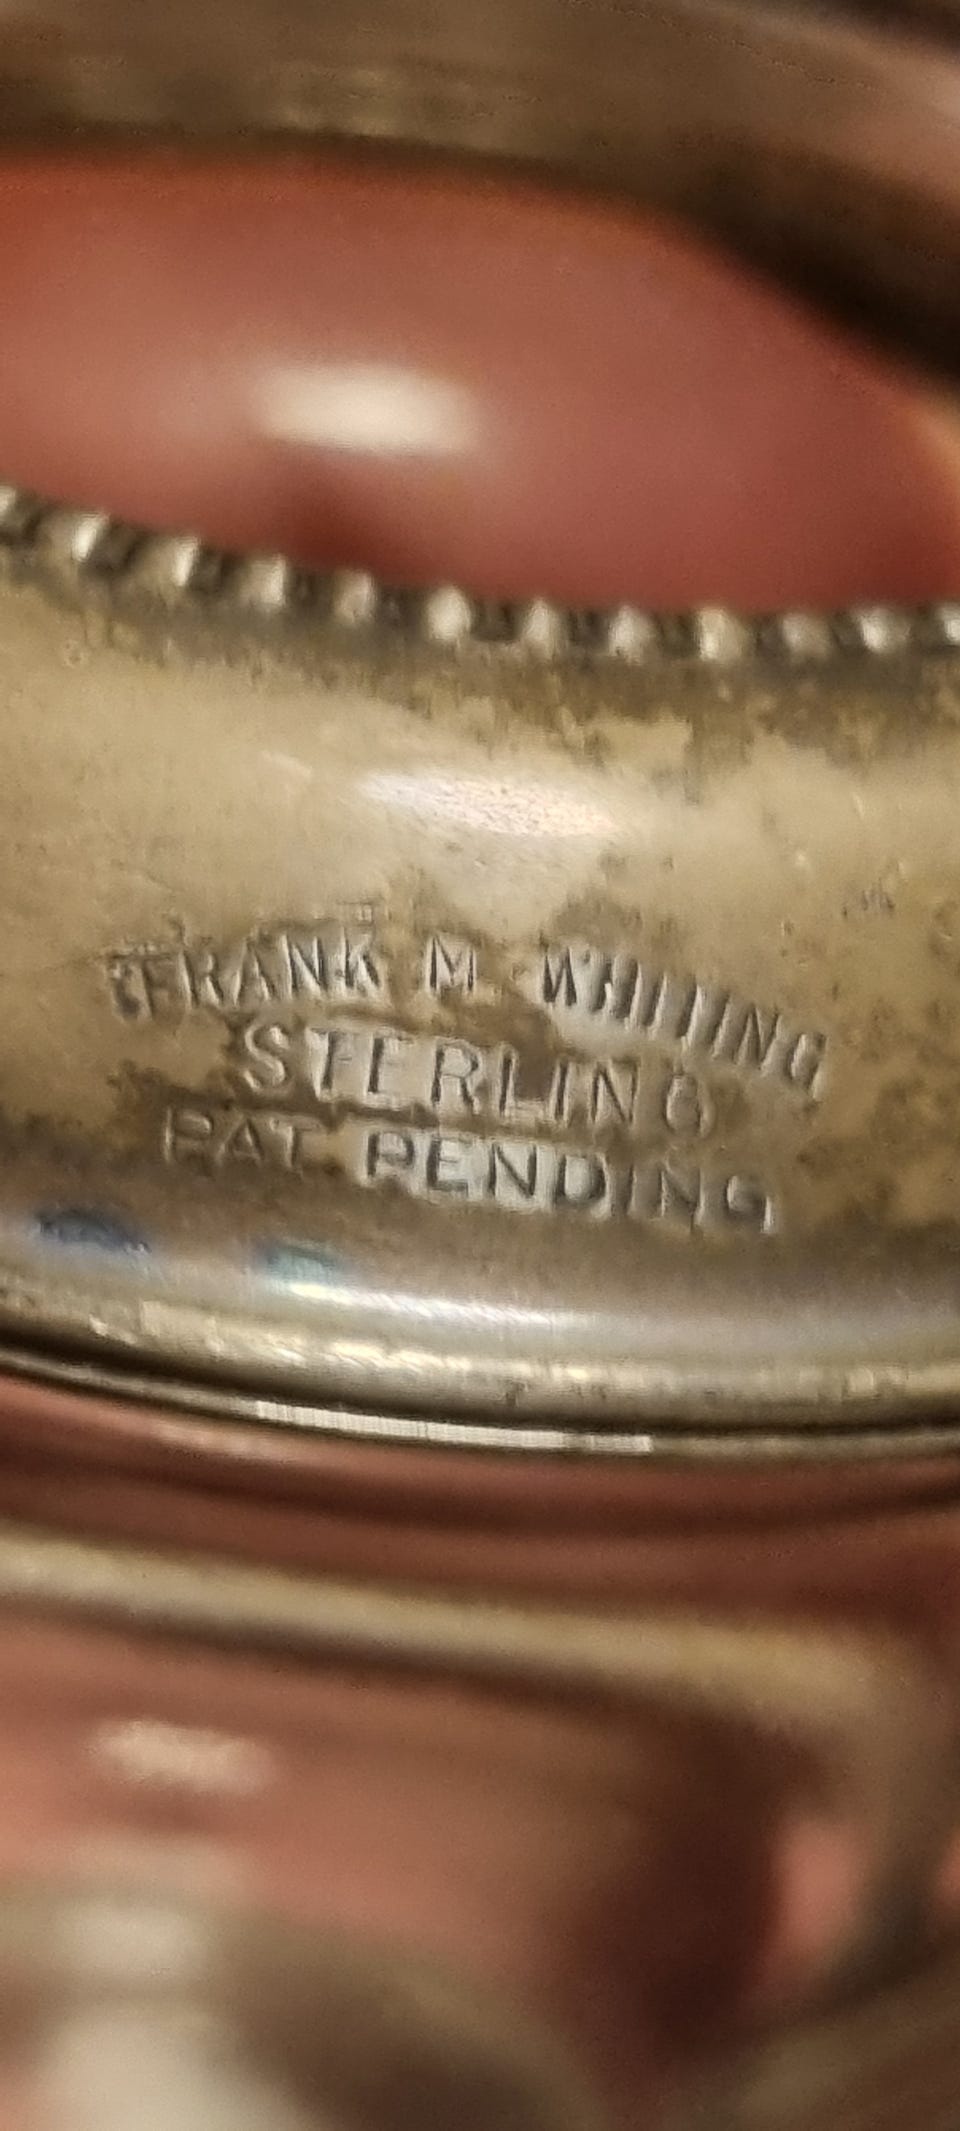 FRANK M. WHITING
STERLING
PAT PENDING